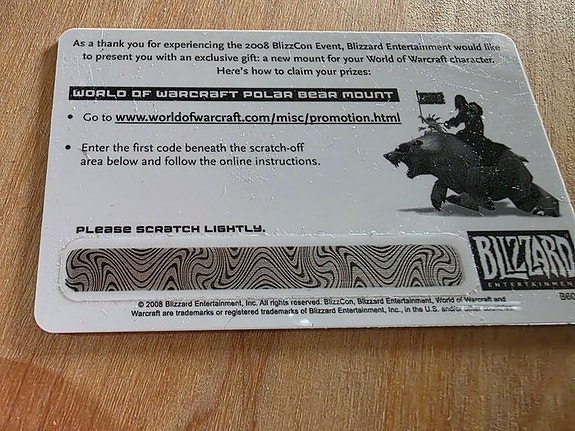 As a thank you for experiencing the 2008 BlizzCon Event, Blizzard Entertainment would like
to present you with an exclusive gift: a new mount for your World of Warcraft character.
Here's how to claim your prizes:
WORLD OF WARCRAFT POLAR BEAR MOUNT
• Go to www.worldofwarcraft.com/misc/promotion.html
• Enter the first code beneath the scratch-off
area below and follow the online instructions.
PLEASE SCRATCH LIGHTLY.
BLIZZARD
ENTERTAINMENT
© 2008 Blizzard Entertainment, Inc. All rights reserved. BlizzCon, Blizzard Entertainment, World of Warcraft and
Warcraft are trademarks or registered trademarks of Blizzard Entertainment, Inc., in the U.S. and/or other countries.